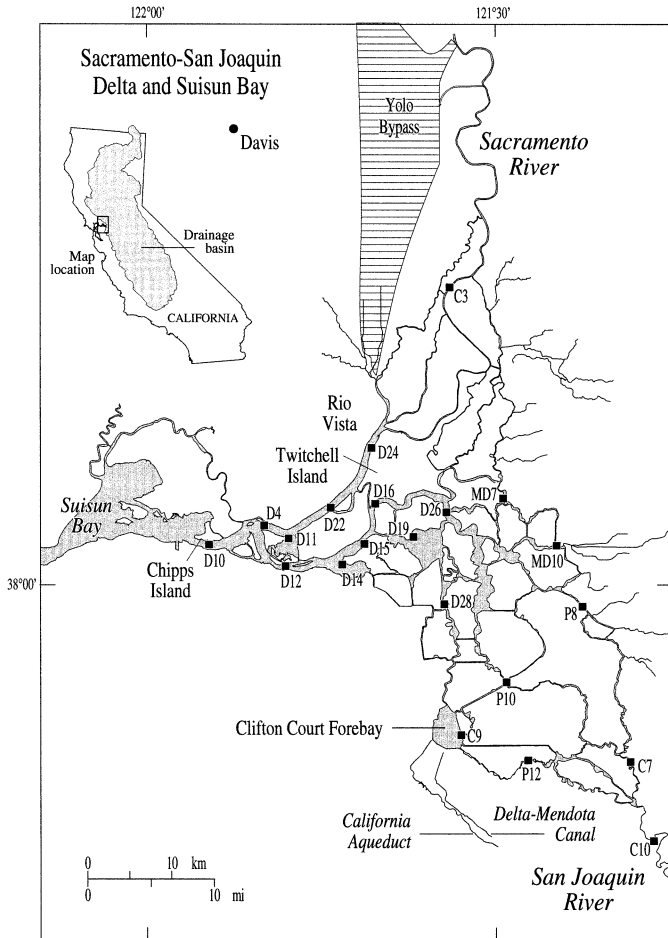 122°00'
121°30'
Sacramento-San Joaquin
Delta and Suisun Bay
Davis
Yolo
Bypass
Sacramento
River
Drainage
basin
Map
location
CALIFORNIA
C3
Rio
Vista
Twitchell
Island
D24
D16
MD7
D26
Suisun
Bay
D4
D22
D11
D19
D10
D15
MD10
Chipps
Island
D12
D14
38°00'
D28
P8
P10
Clifton Court Forebay
C9
P12
C7
California
Aqueduct
Delta-Mendota
Canal
C10
0 10 km
0 10 mi
San Joaquin
River